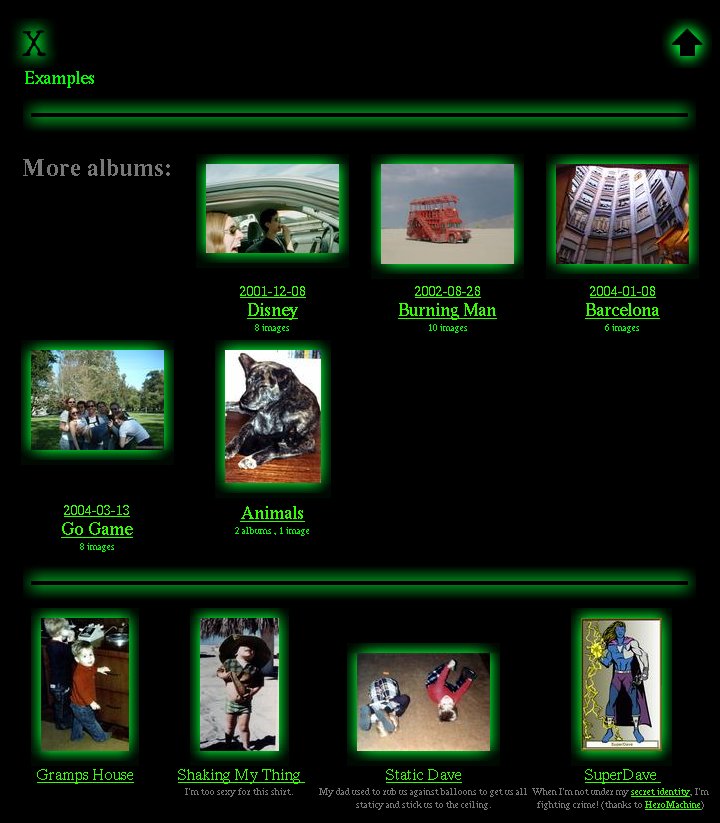 X
Examples
More albums:
2001-12-08
Disney
8 images
2002-08-28
Burning Man
10 images
2004-01-08
Barcelona
6 images
2004-03-13
Go Game
8 images
Animals
2 albums , 1 image
SuperDave
Gramps House
Shaking My Thing
I'm too sexy for this shirt.
Static Dave
My dad used to rub us against balloons to get us all
staticy and stick us to the ceiling.
SuperDave
When I'm not under my secret identity, I'm
fighting crime! (thanks to HeroMachine)